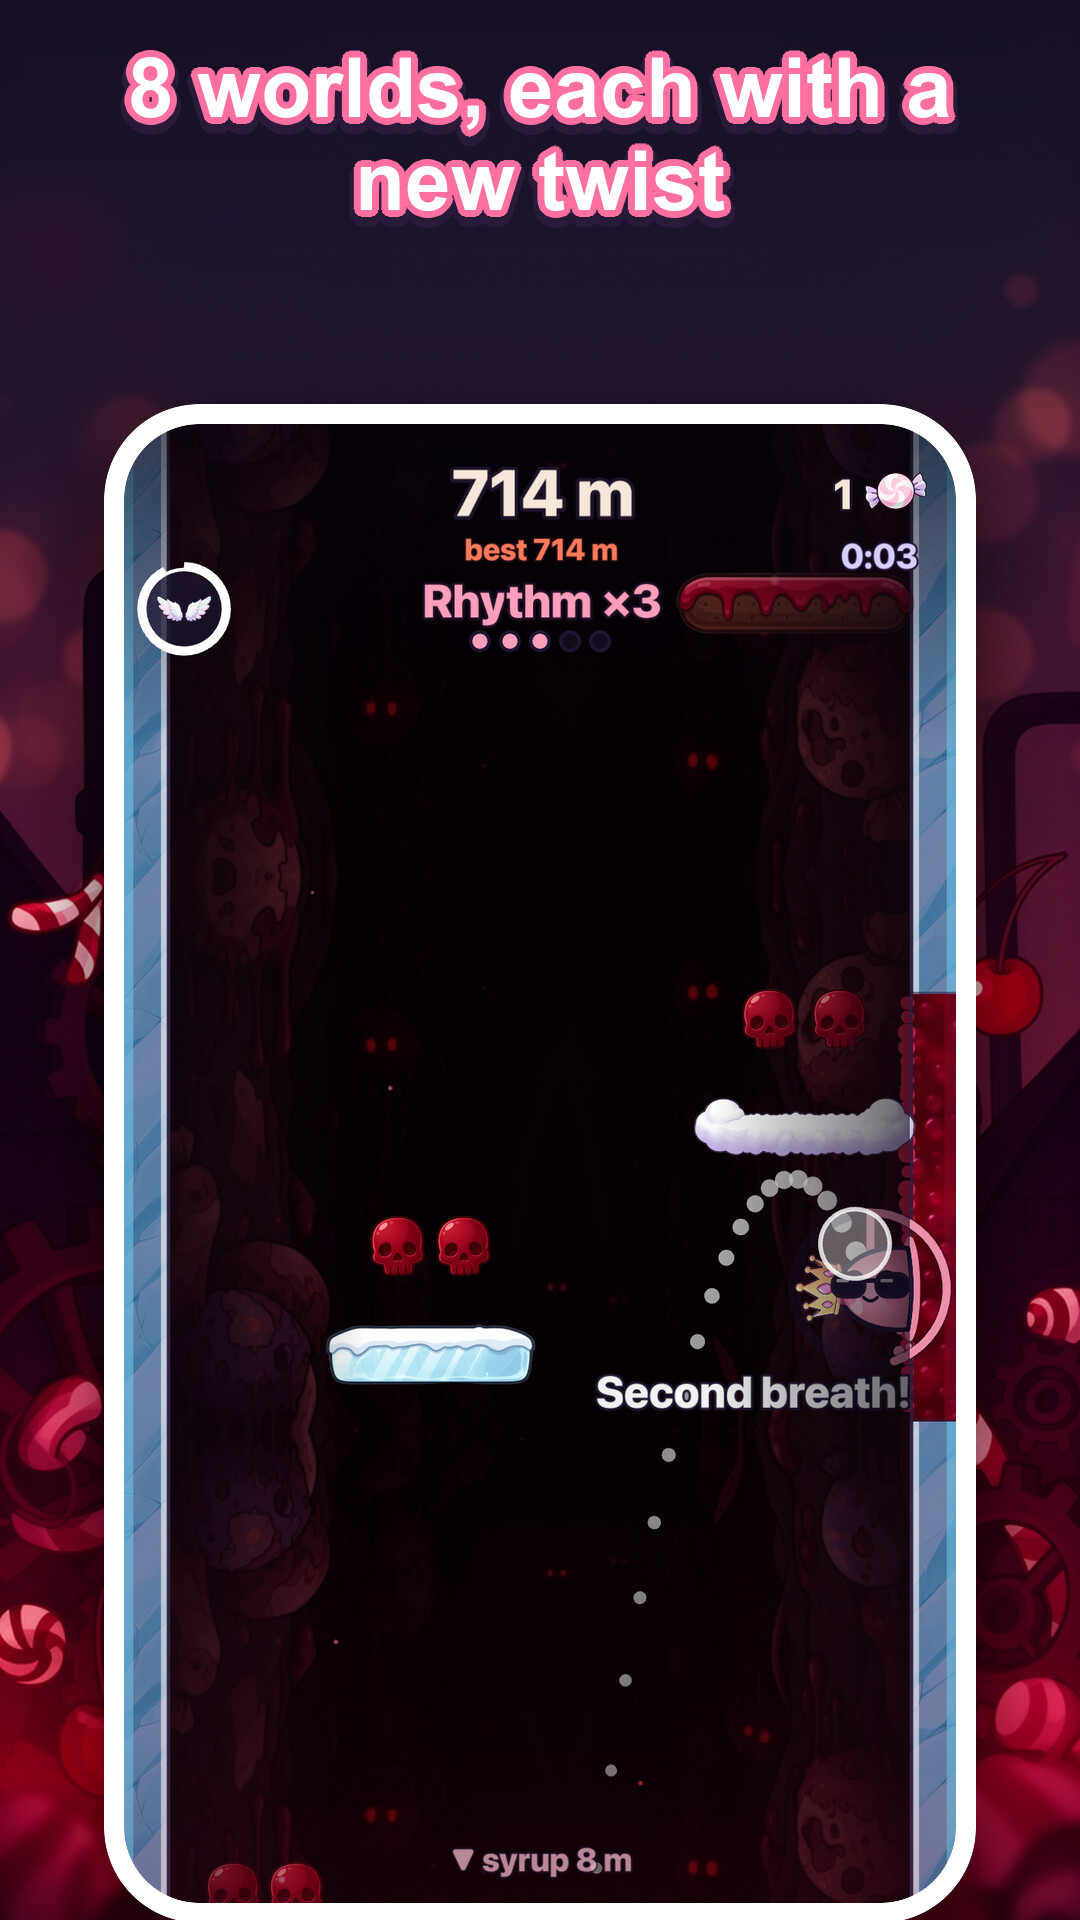 8 worlds, each with a
new twist
714 m
1
best 714 m
0:03
Rhythm ×3
Second breath!
▼ syrup 8 m